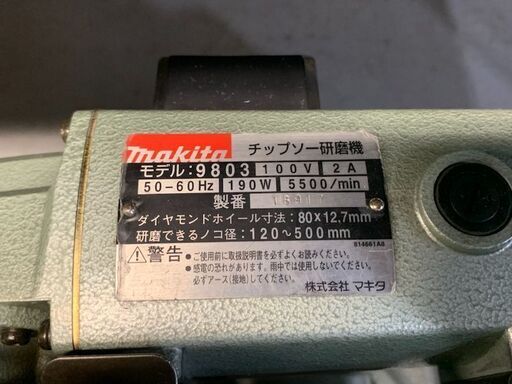 makita チップソー研磨機
モデル:9803 100V 2A
50-60Hz 190W 5500/min
製番
ダイヤモンドホイール寸法:80×12.7mm
研磨できるノコ径:120~500mm
814661A8
⚠警告 ●ご使用前に取扱説明書を必ずよくお読みください。
●感電の恐れがあります。雨中では使用しないでください。
必ずアース(接地)してください。
株式会社 マキタ